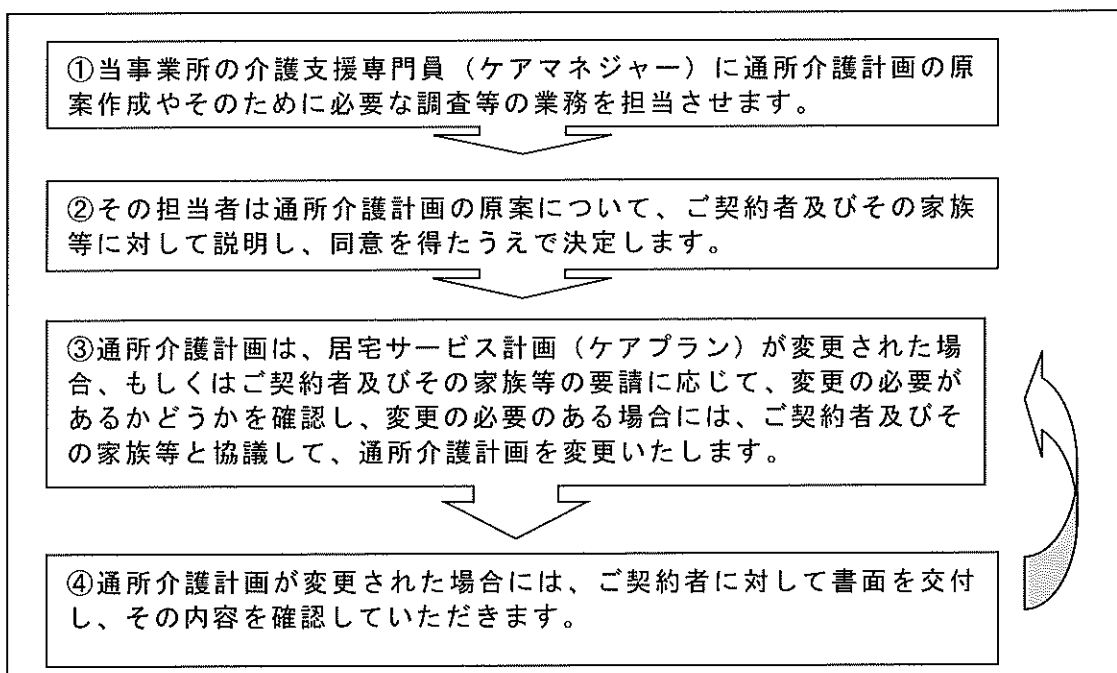 ①当事業所の介護支援専門員（ケアマネジャー）に通所介護計画の原
案作成やそのために必要な調査等の業務を担当させます。
②その担当者は通所介護計画の原案について、ご契約者及びその家族
等に対して説明し、同意を得たうえで決定します。
③通所介護計画は、居宅サービス計画（ケアプラン）が変更された場
合、もしくはご契約者及びその家族等の要請に応じて、変更の必要が
あるかどうかを確認し、変更の必要のある場合には、ご契約者及びそ
の家族等と協議して、通所介護計画を変更いたします。
④通所介護計画が変更された場合には、ご契約者に対して書面を交付
し、その内容を確認していただきます。